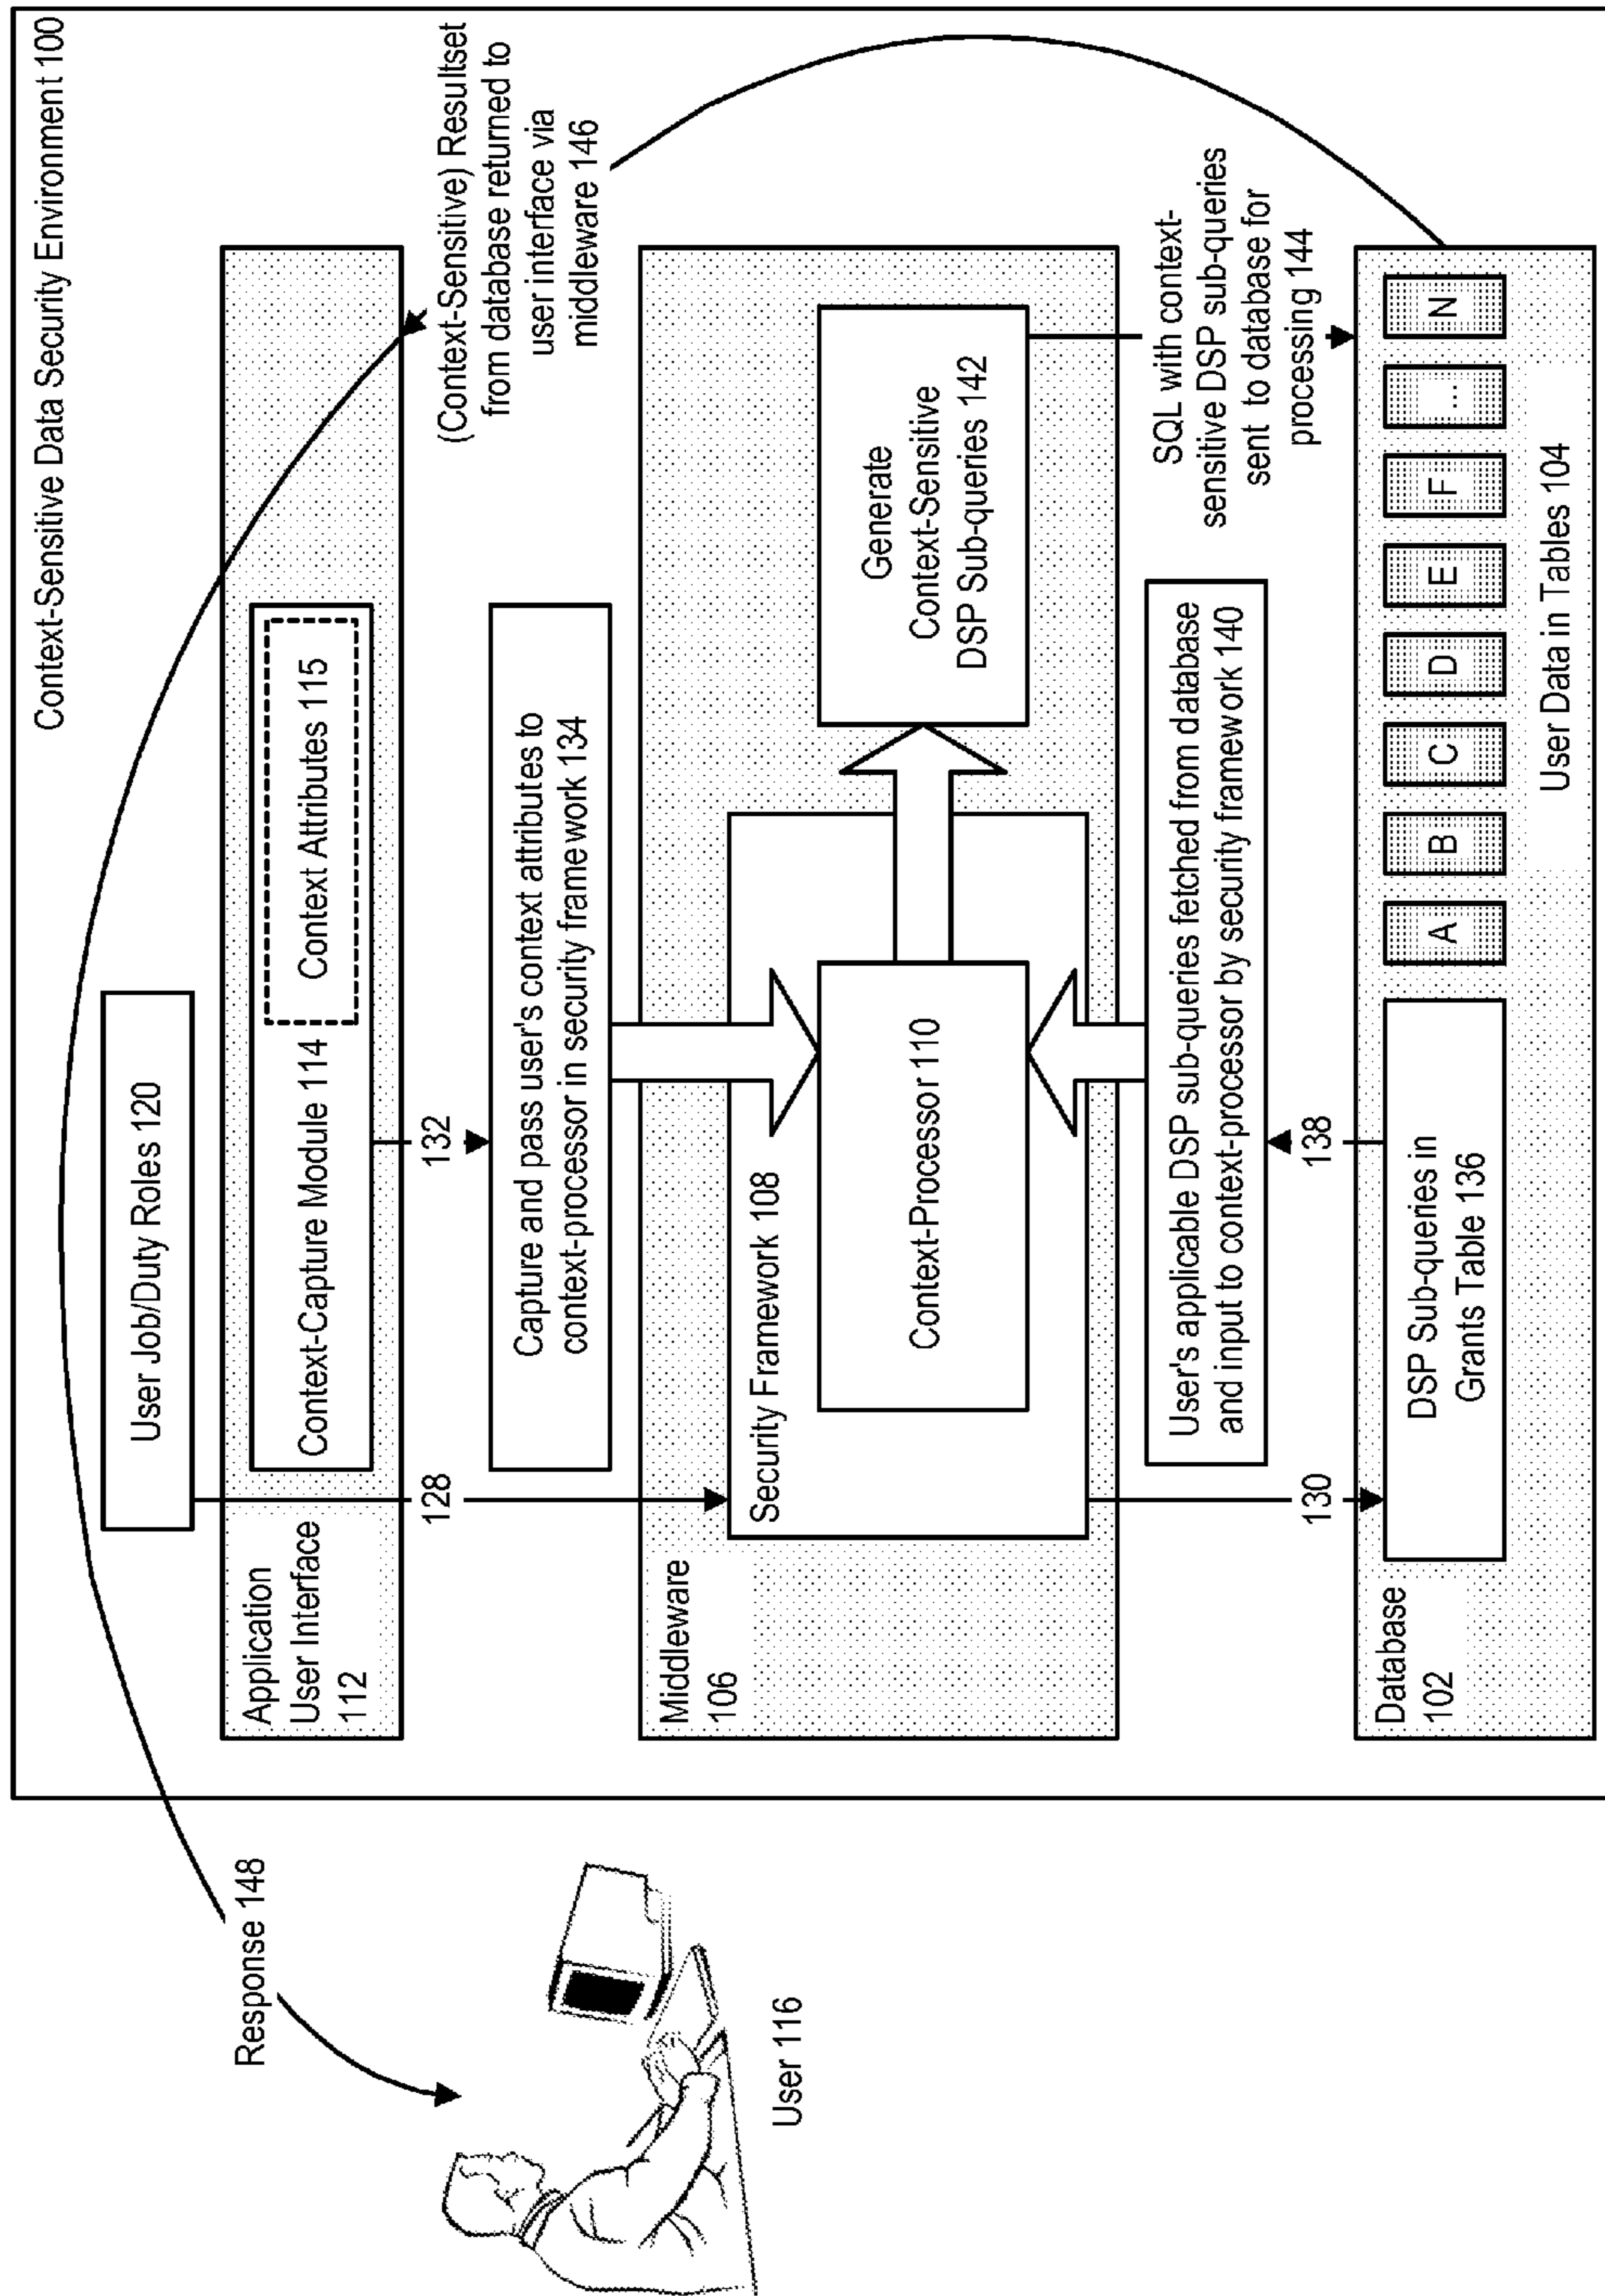 Context-Sensitive Data Security Environment 100
User Job/Duty Roles 120
Response 148
Application
User Interface
112
Context-Capture Module 114
Context Attributes 115
128
132
(Context-Sensitive) Resultset
from database returned to
user interface via
middleware 146
Capture and pass user's context attributes to
context-processor in security framework 134
User 116
Middleware
106
Security Framework 108
Context-Processor 110
Generate
Context-Sensitive
DSP Sub-queries 142
User's applicable DSP sub-queries fetched from database
and input to context-processor by security framework 140
SQL with context-
sensitive DSP sub-queries
sent to database for
processing 144
130
138
Database
102
DSP Sub-queries in
Grants Table 136
A
B
C
D
E
F
...
N
User Data in Tables 104